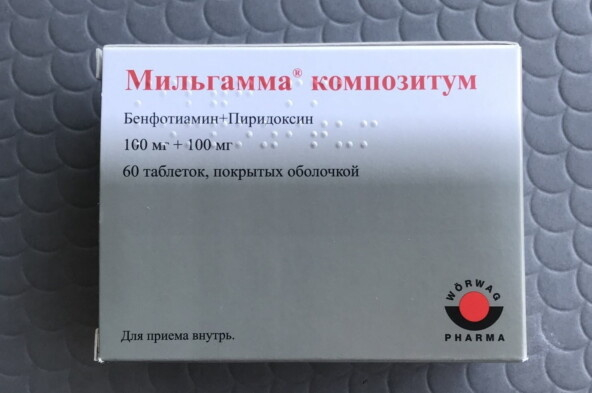 Мильгамма® композитум
Бенфотиамин+Пиридоксин
100 мг + 100 мг
60 таблеток, покрытых оболочкой
WÖRWAG
PHARMA
Для приема внутрь.